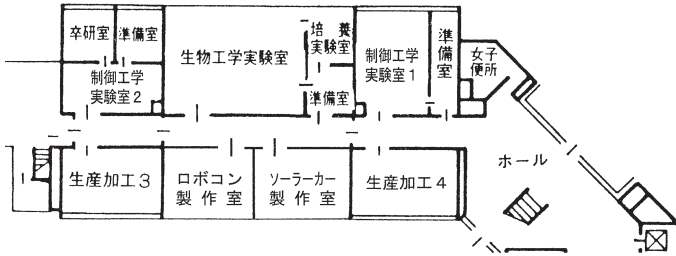 卒研室
準備室
制御工学
実験室2
生物工学実験室
培養
実験室
準備室
制御工学
実験室1
準備室
女子
便所
生産加工3
ロボコン
製作室
ソーラーカー
製作室
生産加工4
ホール